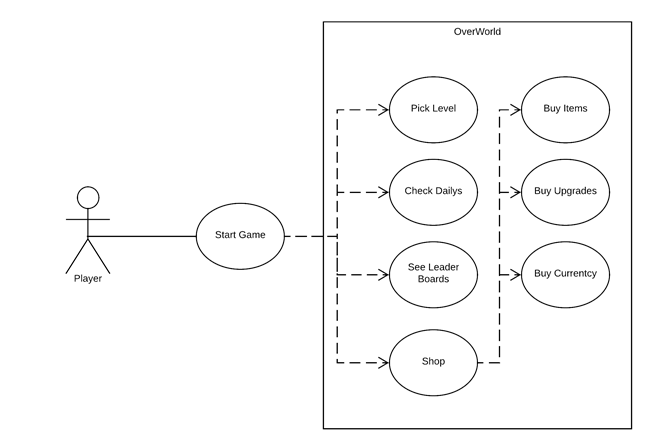 OverWorld
Pick Level
Buy Items
Check Dailys
Buy Upgrades
Start Game
Player
See Leader
Boards
Buy Currentcy
Shop